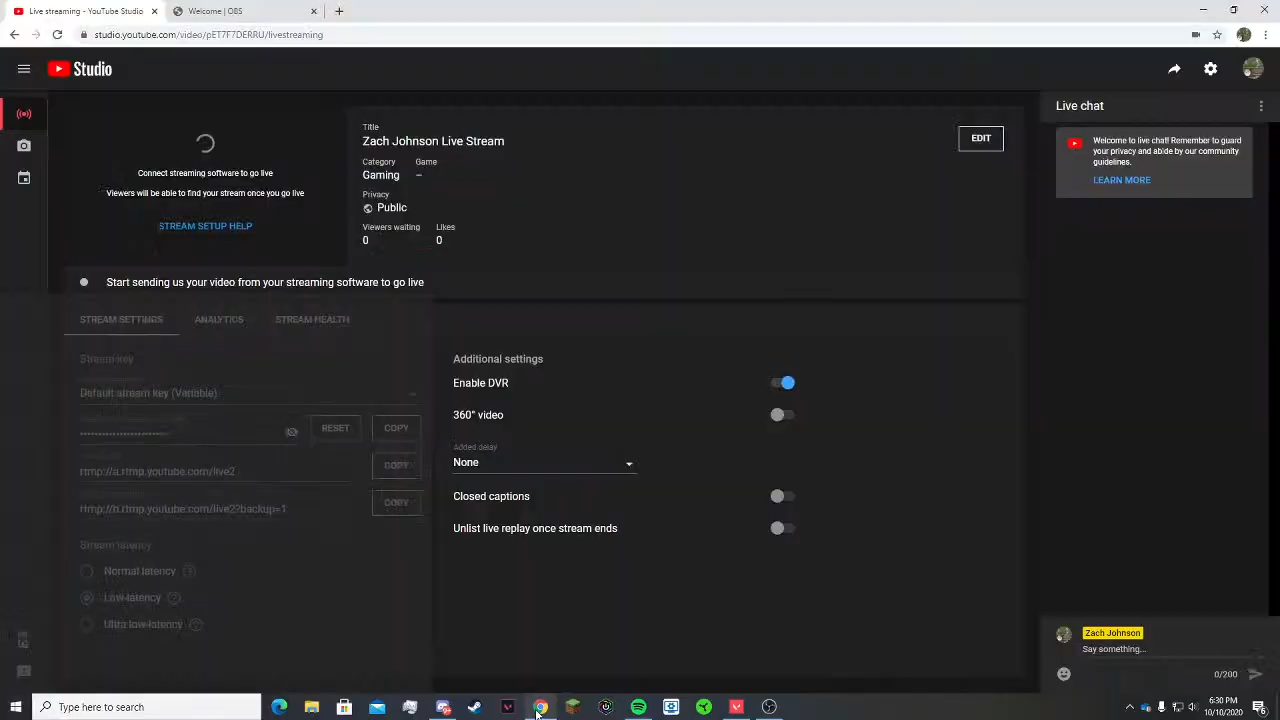 Live streaming - YouTube Studio
Welcome | OBS
studio.youtube.com/video/pET7F7DERRU/livestreaming
Studio
Connect streaming software to go live
Viewers will be able to find your stream once you go live
STREAM SETUP HELP
Title
Zach Johnson Live Stream
EDIT
Category Game
Gaming –
Privacy
Public
Viewers waiting Likes
0 0
Start sending us your video from your streaming software to go live
STREAM SETTINGS ANALYTICS STREAM HEALTH
Stream key
Default stream key (Variable)
RESET COPY
rtmp://a.rtmp.youtube.com/live2
COPY
rtmp://b.rtmp.youtube.com/live2?backup=1
COPY
Stream latency
Normal latency
Low-latency
Ultra low-latency
Additional settings
Enable DVR
360° video
Added delay
None
Closed captions
Unlist live replay once stream ends
Live chat
Welcome to live chat! Remember to guard
your privacy and abide by our community
guidelines.
LEARN MORE
Zach Johnson
Say something...
0/200
Type here to search
6:30 PM
10/10/2020